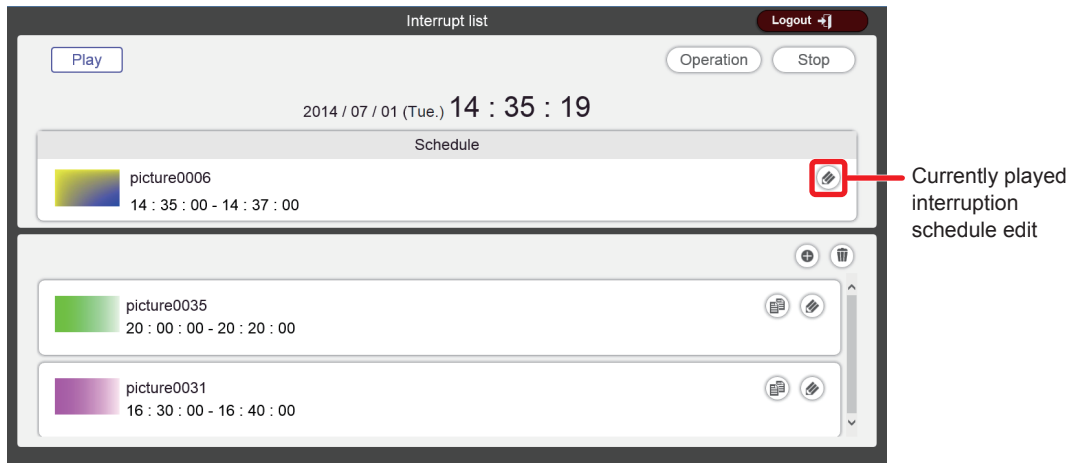 Interrupt list
Logout
Play
Operation
Stop
2014 / 07 / 01 (Tue.) 14 : 35 : 19
Schedule
picture0006
14 : 35 : 00 - 14 : 37 : 00
Currently played
interruption
schedule edit
picture0035
20 : 00 : 00 - 20 : 20 : 00
picture0031
16 : 30 : 00 - 16 : 40 : 00